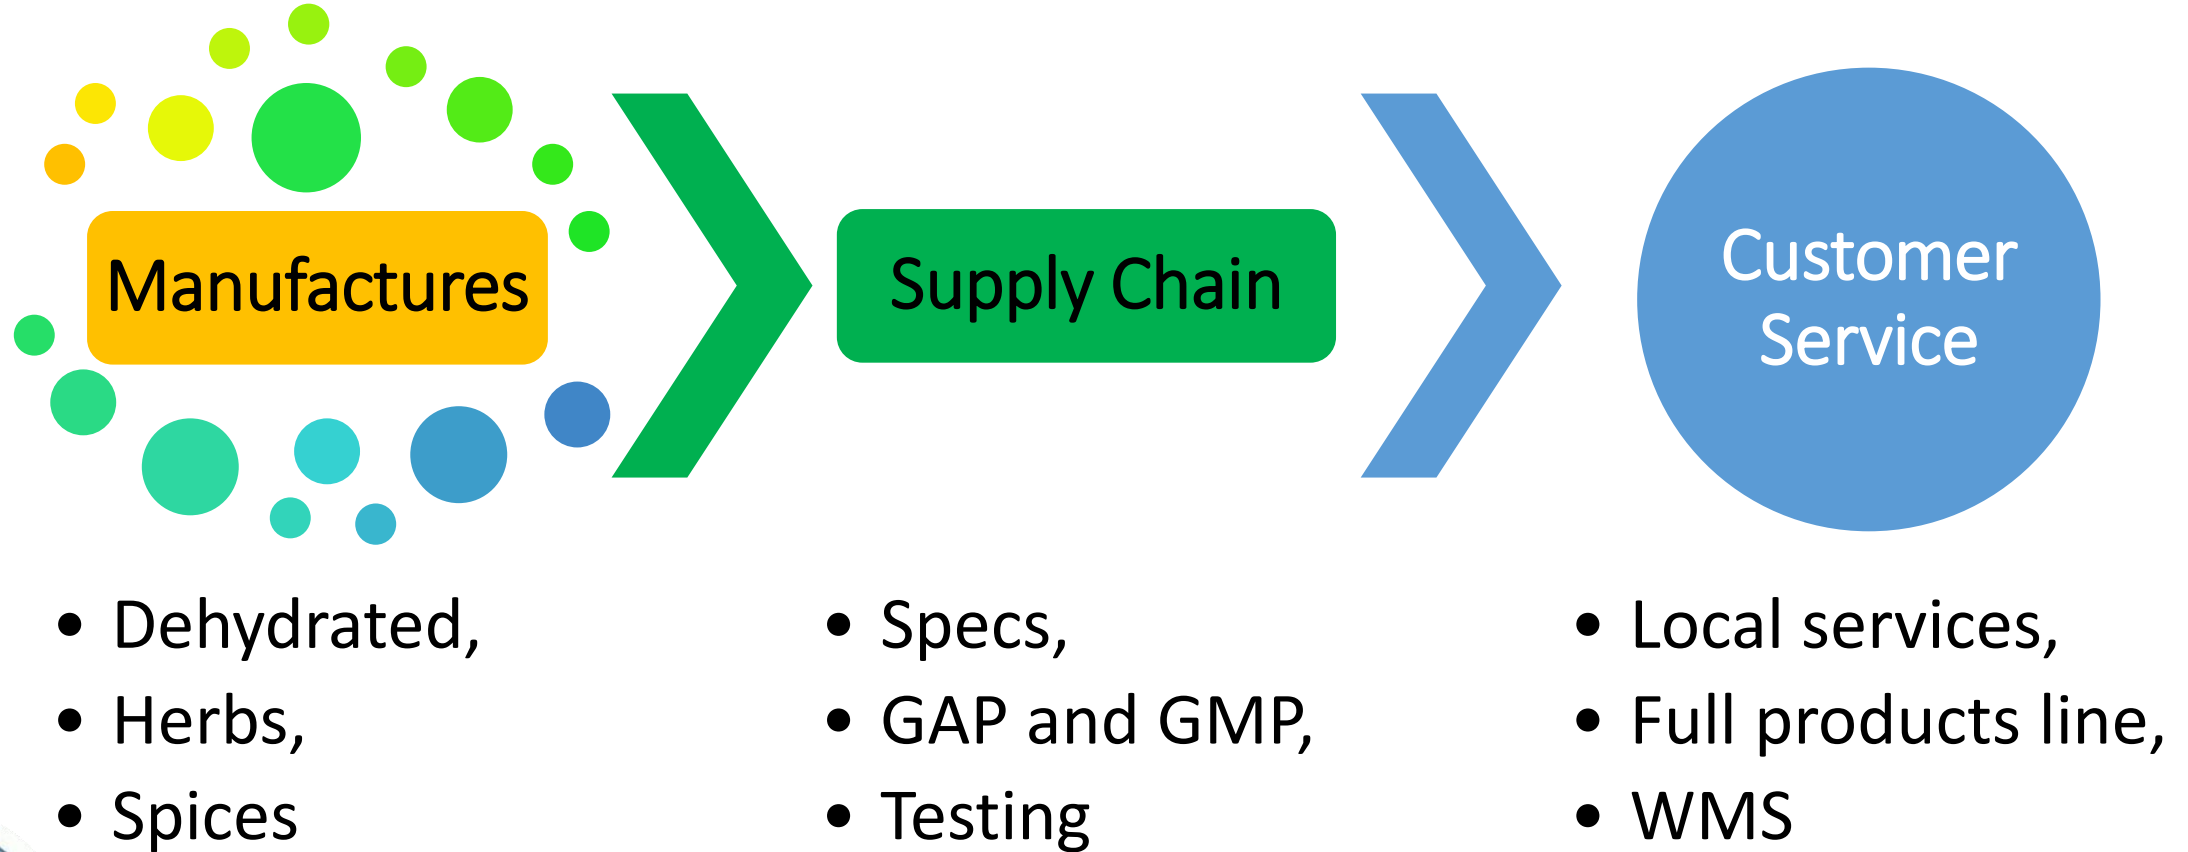 Manufactures
Supply Chain
Customer
Service
• Dehydrated,
• Herbs,
• Spices
• Specs,
• GAP and GMP,
• Testing
• Local services,
• Full products line,
• WMS